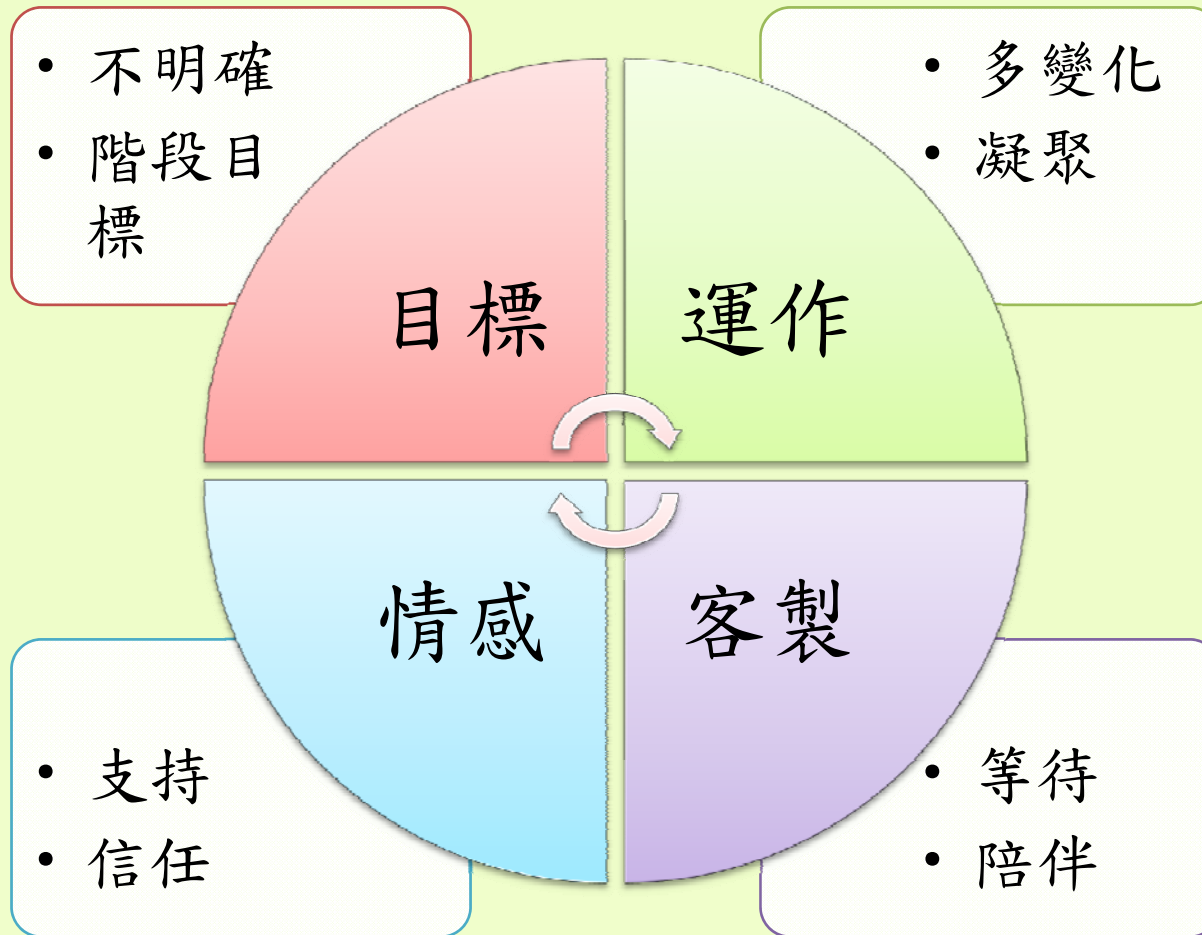 • 不明確
• 階段目
標
• 多變化
• 凝聚
目標
運作
情感
客製
• 支持
• 信任
• 等待
• 陪伴